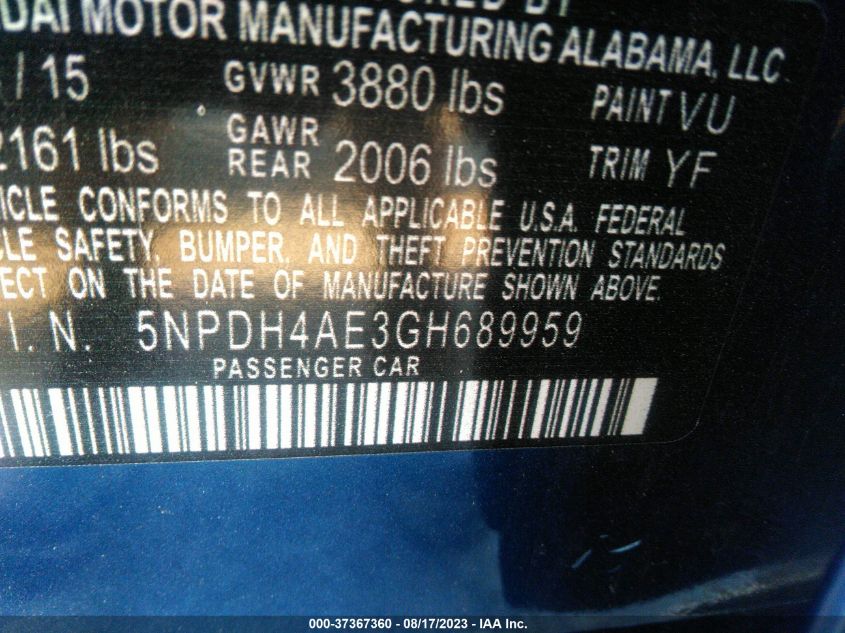 DAI MOTOR MANUFACTURING ALABAMA, LLC
/ 15 GVWR 3880 lbs PAINT VU
2161 lbs GAWR REAR 2006 lbs TRIM YF
ICLE CONFORMS TO ALL APPLICABLE U.S.A. FEDERAL
CLE SAFETY, BUMPER, AND THEFT PREVENTION STANDARDS
ECT ON THE DATE OF MANUFACTURE SHOWN ABOVE.
I. N. 5NPDH4AE3GH689959
PASSENGER CAR
000-37367360 - 08/17/2023 - IAA Inc.